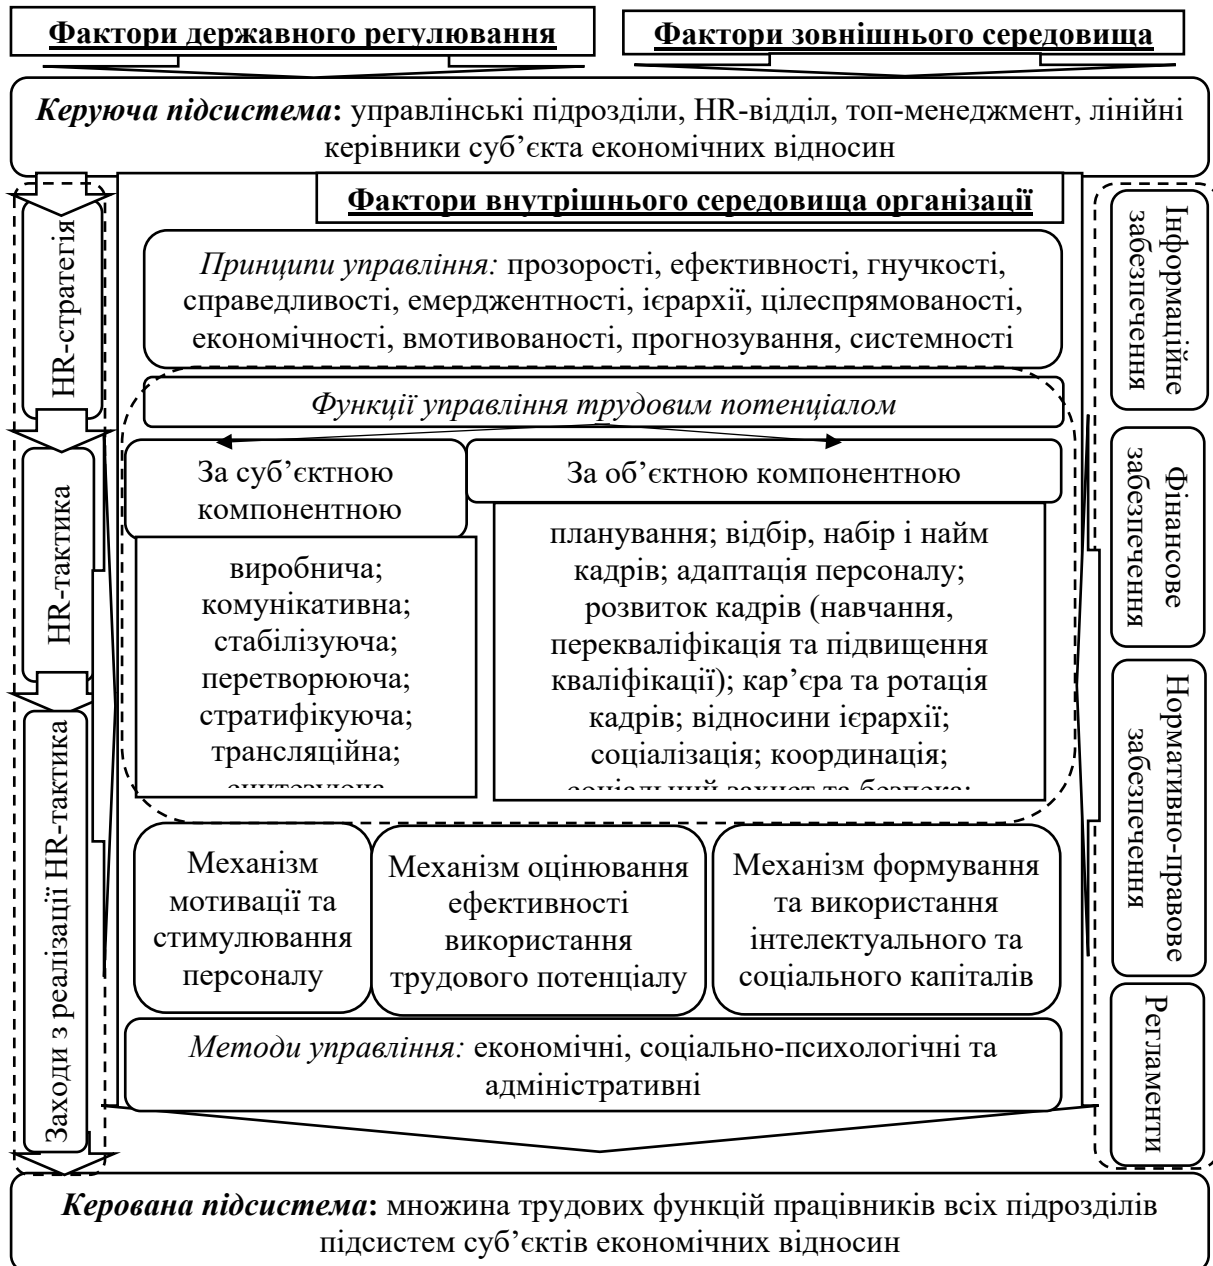 Фактори державного регулювання
Фактори зовнішнього середовища
Керуюча підсистема: управлінські підрозділи, HR-відділ, топ-менеджмент, лінійні
керівники суб’єкта економічних відносин
HR-стратегія
HR-тактика
Заходи з реалізації HR-тактика
Фактори внутрішнього середовища організації
Принципи управління: прозорості, ефективності, гнучкості,
справедливості, емерджентності, ієрархії, цілеспрямованості,
економічності, вмотивованості, прогнозування, системності
Функції управління трудовим потенціалом
За суб’єктною
компонентною
виробнича;
комунікативна;
стабілізуюча;
перетворююча;
стратифікуюча;
трансляційна;
синтезуюча
За об’єктною компонентною
планування; відбір, набір і найм
кадрів; адаптація персоналу;
розвиток кадрів (навчання,
перекваліфікація та підвищення
кваліфікації); кар’єра та ротація
кадрів; відносини ієрархії;
соціалізація; координація;
соціальний захист та безпека;
Механізм
мотивації та
стимулювання
персоналу
Механізм оцінювання
ефективності
використання
трудового потенціалу
Механізм формування
та використання
інтелектуального та
соціального капіталів
Методи управління: економічні, соціально-психологічні та
адміністративні
Інформаційне
забезпечення
Фінансове
забезпечення
Нормативно-правове
забезпечення
Регламенти
Керована підсистема: множина трудових функцій працівників всіх підрозділів
підсистем суб’єктів економічних відносин